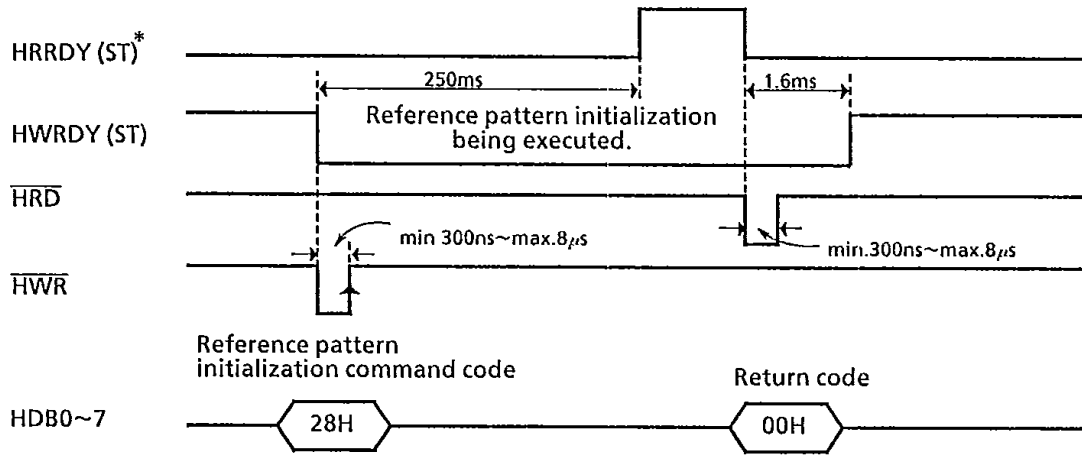 HRRDY (ST)*
250ms
1.6ms
HWRDY (ST)
Reference pattern initialization
being executed.
HRD
min 300ns~max.8μs
min.300ns~max.8μs
HWR
Reference pattern
initialization command code
Return code
HDB0~7
28H
00H